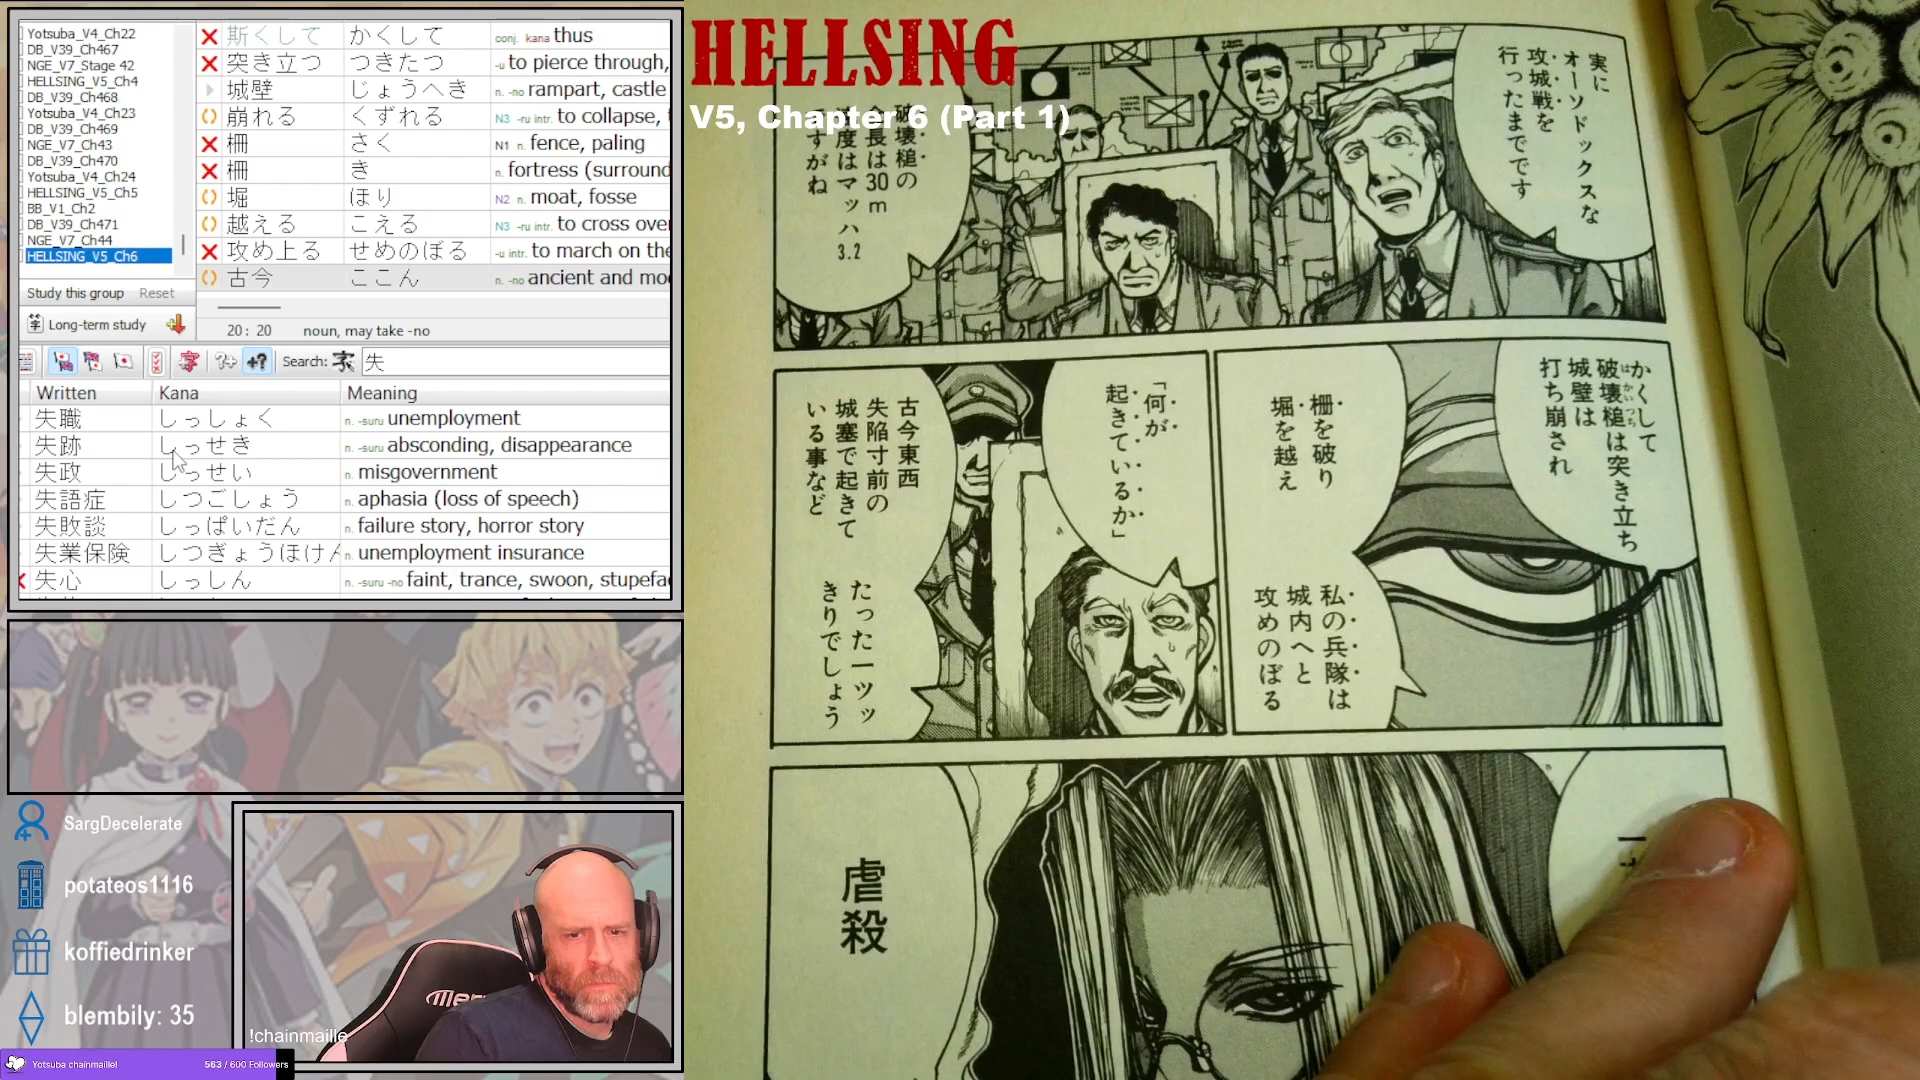 Yotsuba_V4_Ch22
DB_V39_Ch467
NGE_V7_Stage 42
HELLSING_V5_Ch4
DB_V39_Ch468
Yotsuba_V4_Ch23
DB_V39_Ch469
NGE_V7_Ch43
DB_V39_Ch470
Yotsuba_V4_Ch24
HELLSING_V5_Ch5
BB_V1_Ch2
DB_V39_Ch471
NGE_V7_Ch44
HELLSING_V5_Ch6
Study this group Reset
Long-term study
斯くして かくして conj. kana thus
突き立つ つきたつ -u to pierce through,
城壁 じょうへき n. -no rampart, castle
崩れる くずれる N3 -ru intr. to collapse,
柵 さく N1 n. fence, paling
柵 き n. fortress (surround
堀 ほり N2 n. moat, fosse
越える こえる N3 -ru intr. to cross over
攻め上る せめのぼる -u intr. to march on the
古今 ここん n. -no ancient and mo
20: 20 noun, may take -no
Search: 失
Written Kana Meaning
失職 しっしょく n. -suru unemployment
失跡 しっせき n. -suru absconding, disappearance
失政 しっせい n. misgovernment
失語症 しつごしょう n. aphasia (loss of speech)
失敗談 しっぱいだん n. failure story, horror story
失業保険 しつぎょうほけん n. unemployment insurance
失心 しっしん n. -suru -no faint, trance, swoon, stupefa
SargDecelerate
potateos1116
koffiedrinker
blembily: 35
!chainmaille
Yotsuba chainmaille!
563 / 600 Followers
HELLSING
V5, Chapter 6 (Part 1)
実に
オーソドックスな
攻城戦を
行ったまでです
破壊槌の
全長は30m
速度はマッハ
3.2
ですがね
かくして
破壊槌は突き立ち
はかいつち
城壁は
打ち崩され
柵を破り
堀を越え
私の兵隊は
城内へと
攻めのぼる
「何が
起きているか」
古今東西
失陥寸前の
城塞で起きて
いる事など
たった一ツッ
きりでしょう
虐殺